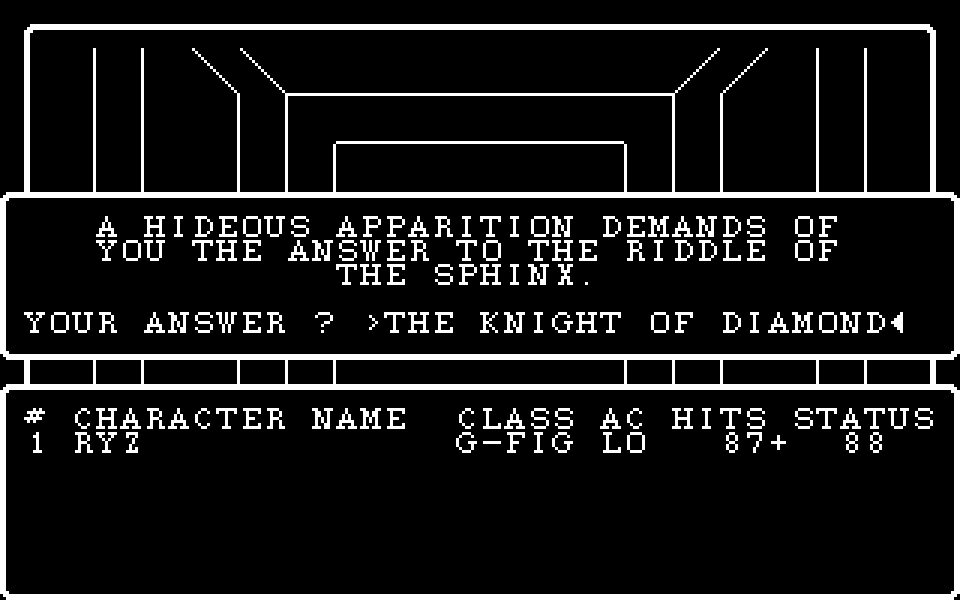 A HIDEOUS APPARITION DEMANDS OF
YOU THE ANSWER TO THE RIDDLE OF
THE SPHINX.
YOUR ANSWER ? >THE KNIGHT OF DIAMOND
# CHARACTER NAME CLASS AC HITS STATUS
1 RYZ G-FIG LO 87+ 88